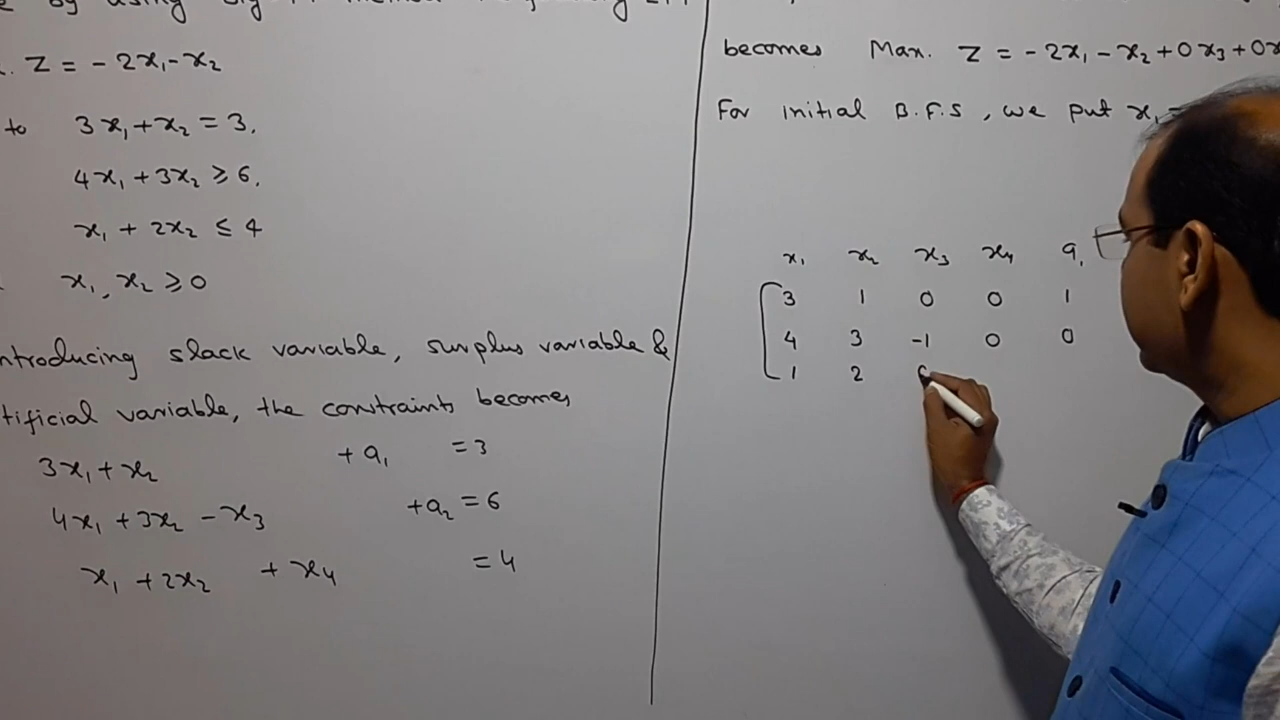 by using
Z = - 2x₁ - x₂
to 3x₁ + x₂ = 3,
4x₁ + 3x₂ ≥ 6,
x₁ + 2x₂ ≤ 4
x₁, x₂ ≥ 0
ntroducing slack variable, surplus variable &
tificial variable, the constraints becomes
3x₁ + x₂ + a₁ = 3
4x₁ + 3x₂ - x₃ + a₂ = 6
x₁ + 2x₂ + x₄ = 4
becomes Max. Z = - 2x₁ - x₂ + 0x₃ + 0x
For initial B.F.S, we put x₁ =
x₁ x₂ x₃ x₄ a₁
3 1 0 0 1
4 3 -1 0 0
1 2